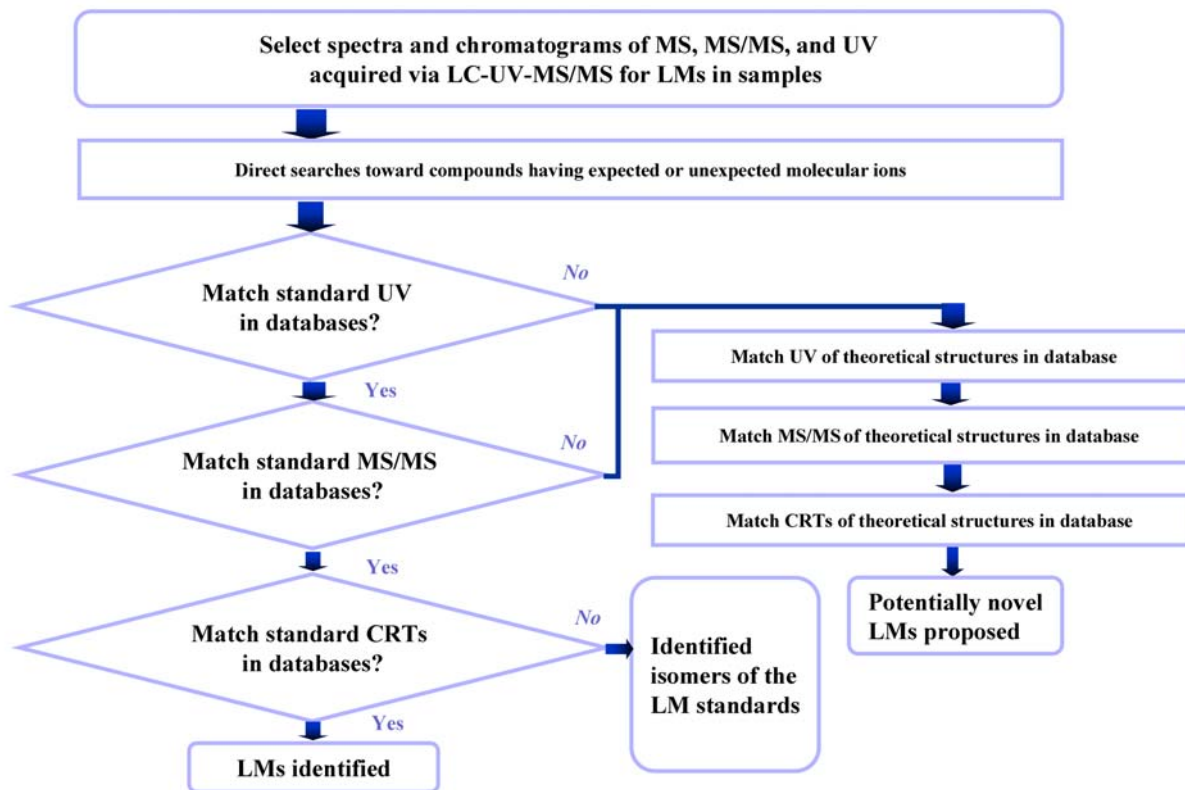 Select spectra and chromatograms of MS, MS/MS, and UV
acquired via LC-UV-MS/MS for LMs in samples
Direct searches toward compounds having expected or unexpected molecular ions
Match standard UV
in databases?
No
Yes
Match standard MS/MS
in databases?
No
Yes
Match standard CRTs
in databases?
No
Yes
LMs identified
Identified
isomers of the
LM standards
Match UV of theoretical structures in database
Match MS/MS of theoretical structures in database
Match CRTs of theoretical structures in database
Potentially novel
LMs proposed